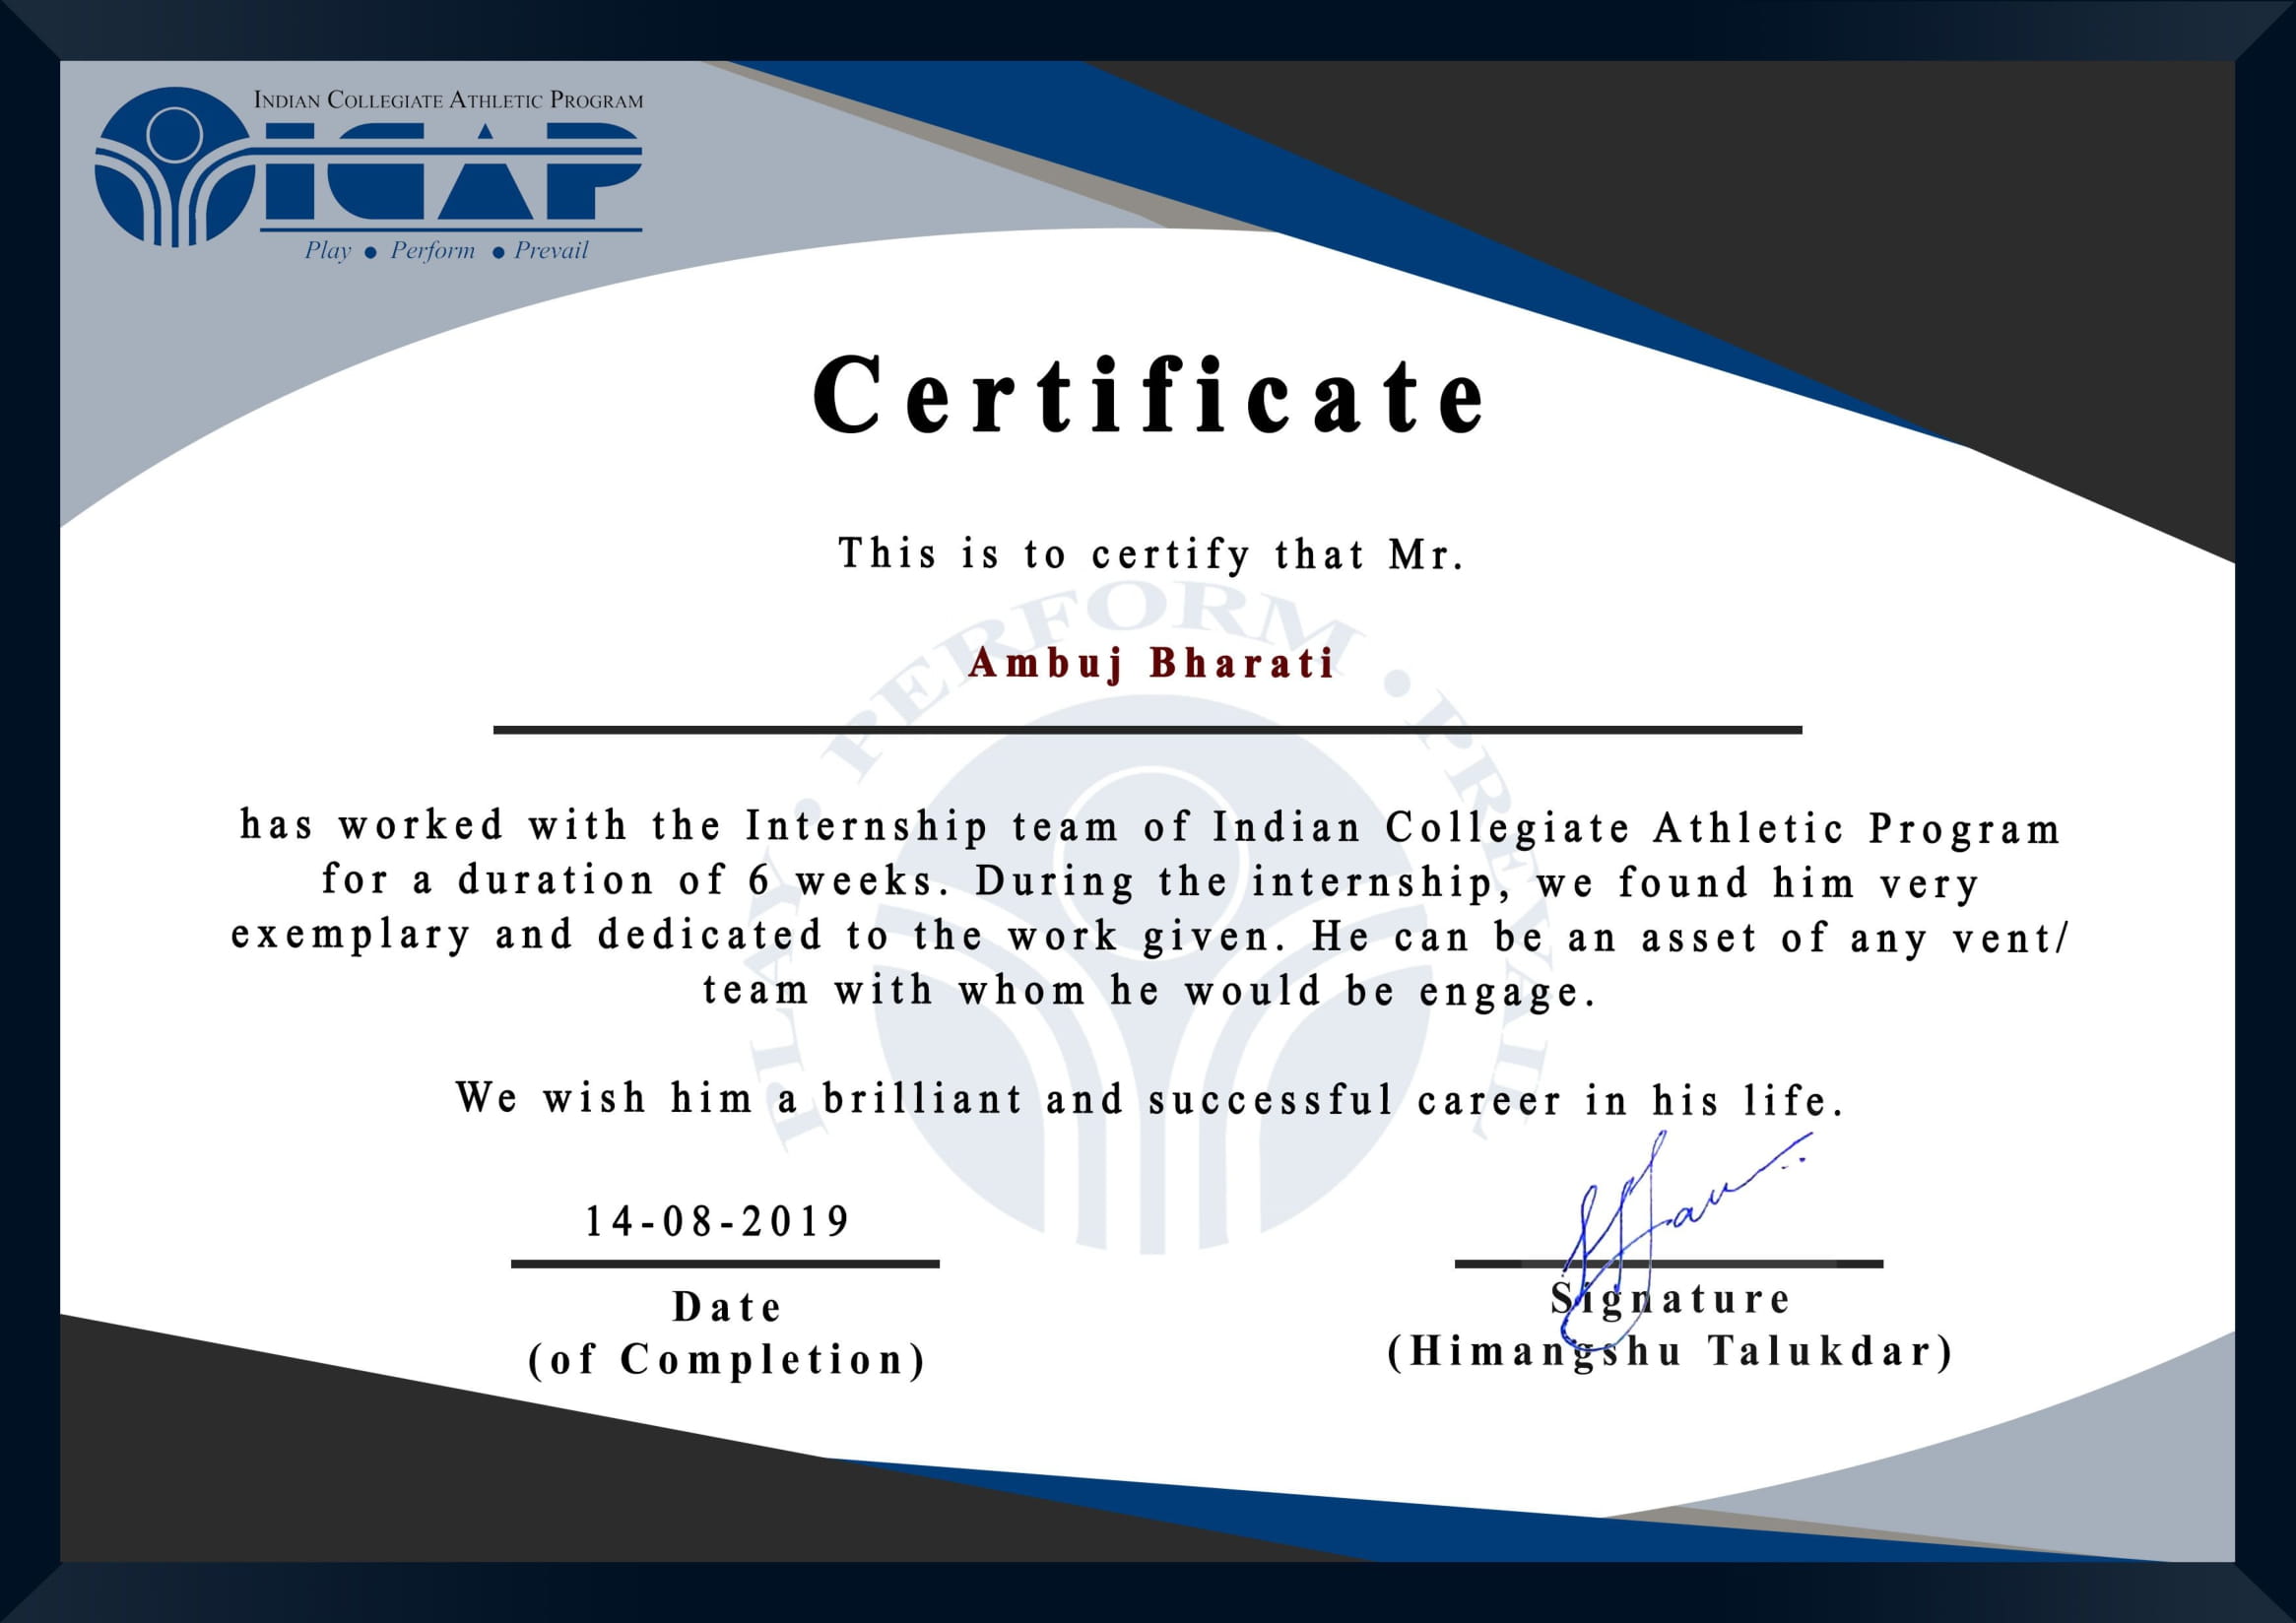 INDIAN COLLEGIATE ATHLETIC PROGRAM
ICAP
Play • Perform • Prevail
Certificate
This is to certify that Mr.
Ambuj Bharati
has worked with the Internship team of Indian Collegiate Athletic Program
for a duration of 6 weeks. During the internship, we found him very
exemplary and dedicated to the work given. He can be an asset of any vent/
team with whom he would be engage.
We wish him a brilliant and successful career in his life.
PLAY • PERFORM • PREVAIL
14-08-2019
Date
(of Completion)
Signature
(Himangshu Talukdar)